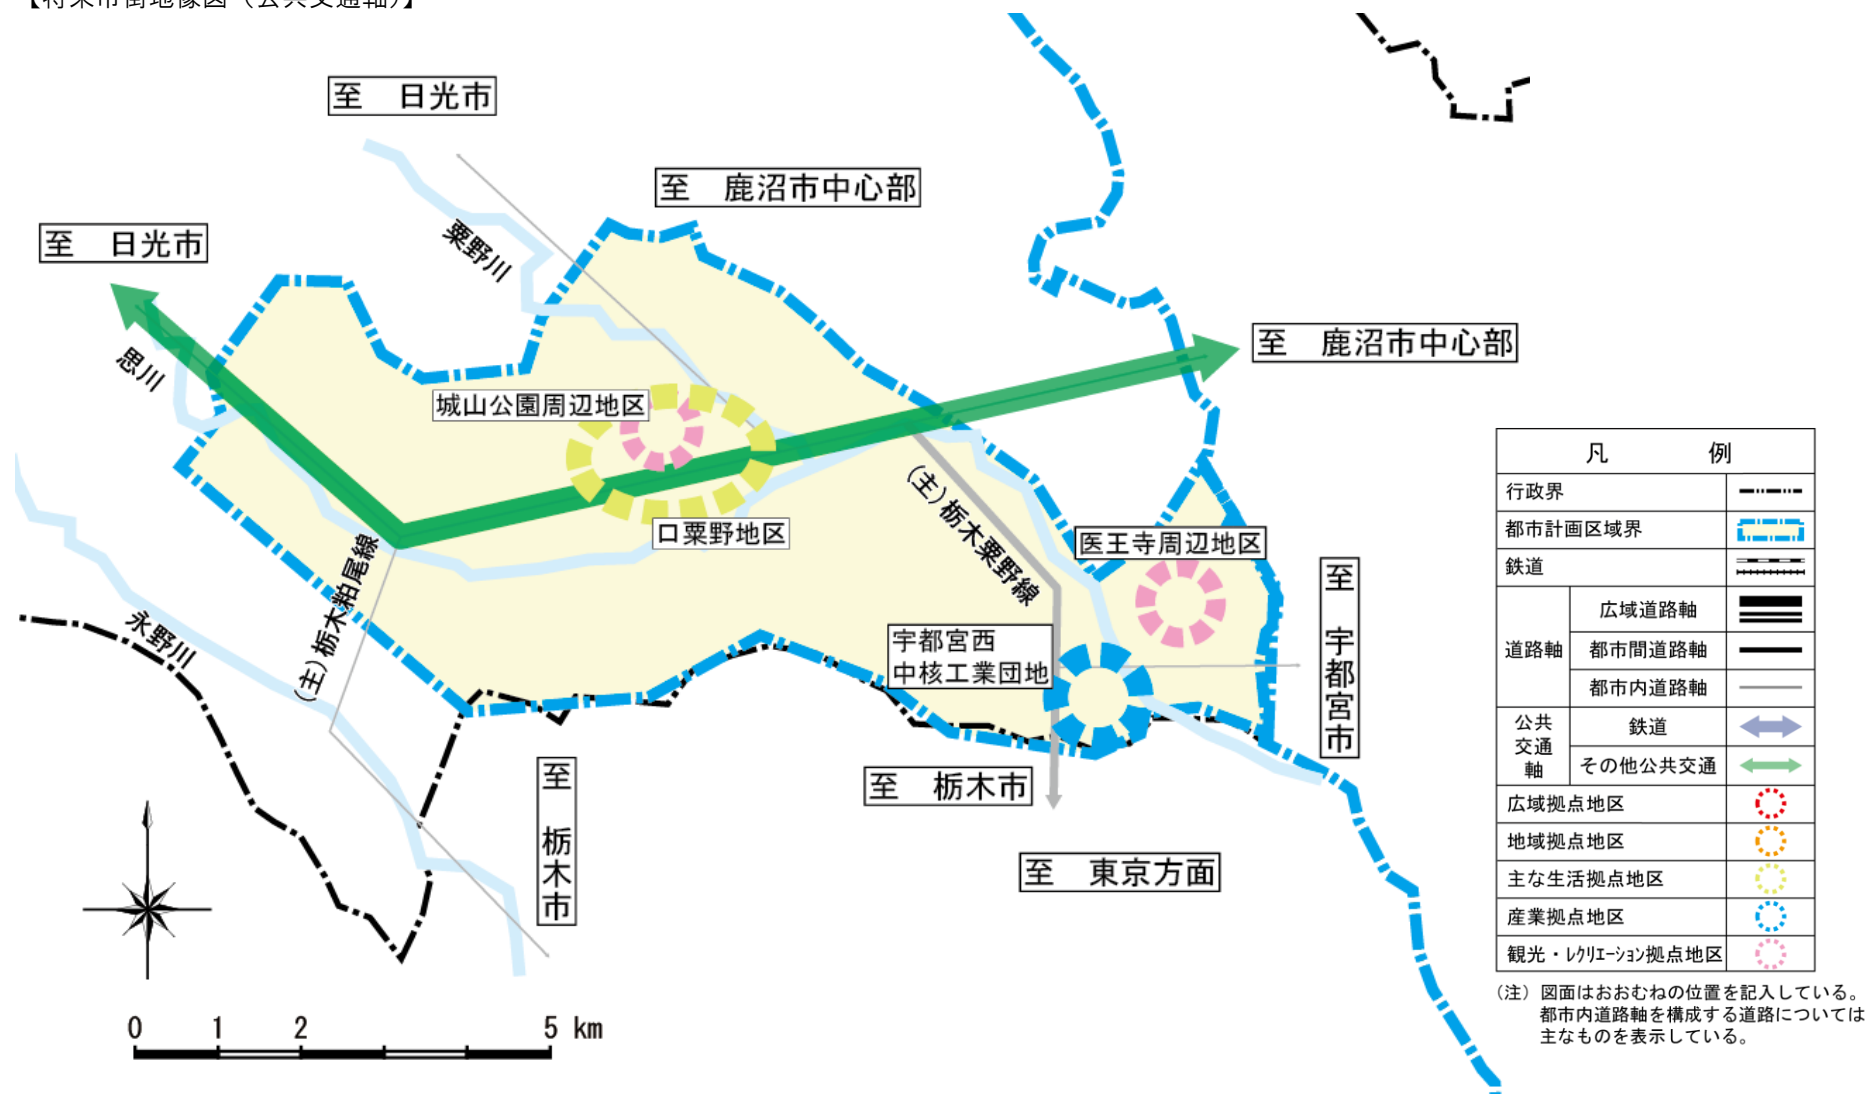 【将来市街地像図（公共交通軸）】
至　日光市
至　鹿沼市中心部
至　日光市
粟野川
思川
至　鹿沼市中心部
城山公園周辺地区
口粟野地区
(主)栃木粟野線
医王寺周辺地区
(主)栃木粕尾線
永野川
宇都宮西
中核工業団地
至　宇都宮市
至　栃木市
至　栃木市
至　東京方面
0 1 2 5 km
凡　例
行政界
都市計画区域界
鉄道
道路軸
広域道路軸
都市間道路軸
都市内道路軸
公共
交通
軸
鉄道
その他公共交通
広域拠点地区
地域拠点地区
主な生活拠点地区
産業拠点地区
観光・ﾚｸﾘｴｰｼｮﾝ拠点地区
（注）図面はおおむねの位置を記入している。
都市内道路軸を構成する道路については
主なものを表示している。